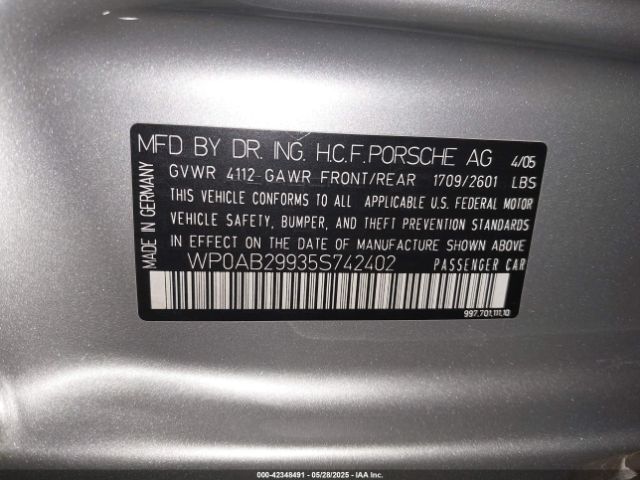 MFD BY DR. ING. H.C.F. PORSCHE AG 4/05
GVWR 4112 GAWR FRONT/REAR 1709/2601 LBS
THIS VEHICLE CONFORMS TO ALL APPLICABLE U.S. FEDERAL MOTOR
VEHICLE SAFETY, BUMPER, AND THEFT PREVENTION STANDARDS
IN EFFECT ON THE DATE OF MANUFACTURE SHOWN ABOVE
WP0AB29935S742402 PASSENGER CAR
997.701.111.10
MADE IN GERMANY
000-42348491 - 05/28/2025 - IAA Inc.